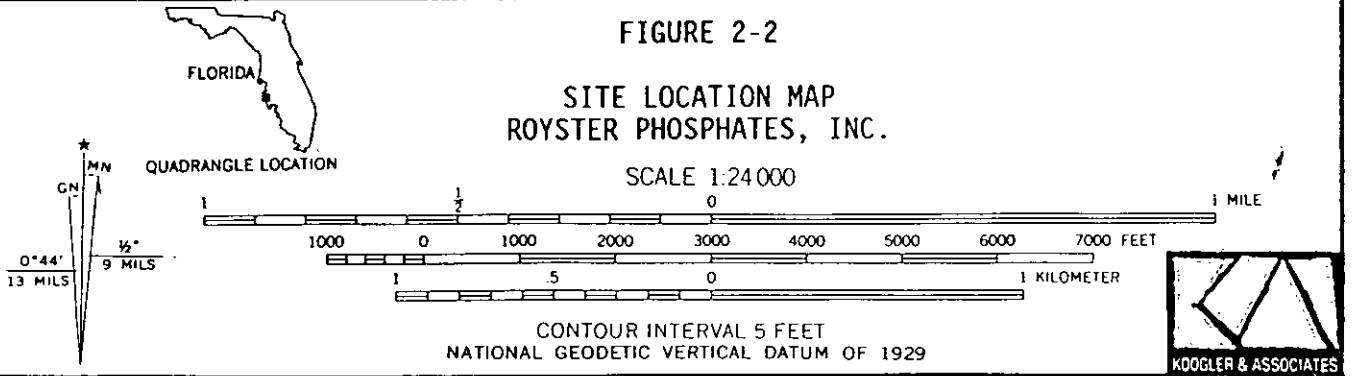 FIGURE 2-2
SITE LOCATION MAP
ROYSTER PHOSPHATES, INC.
FLORIDA
QUADRANGLE LOCATION
SCALE 1:24 000
MN
GN
0°44'
13 MILS
½°
9 MILS
1 ½ 0 1 MILE
1000 0 1000 2000 3000 4000 5000 6000 7000 FEET
1 .5 0 1 KILOMETER
CONTOUR INTERVAL 5 FEET
NATIONAL GEODETIC VERTICAL DATUM OF 1929
KOOGLER & ASSOCIATES